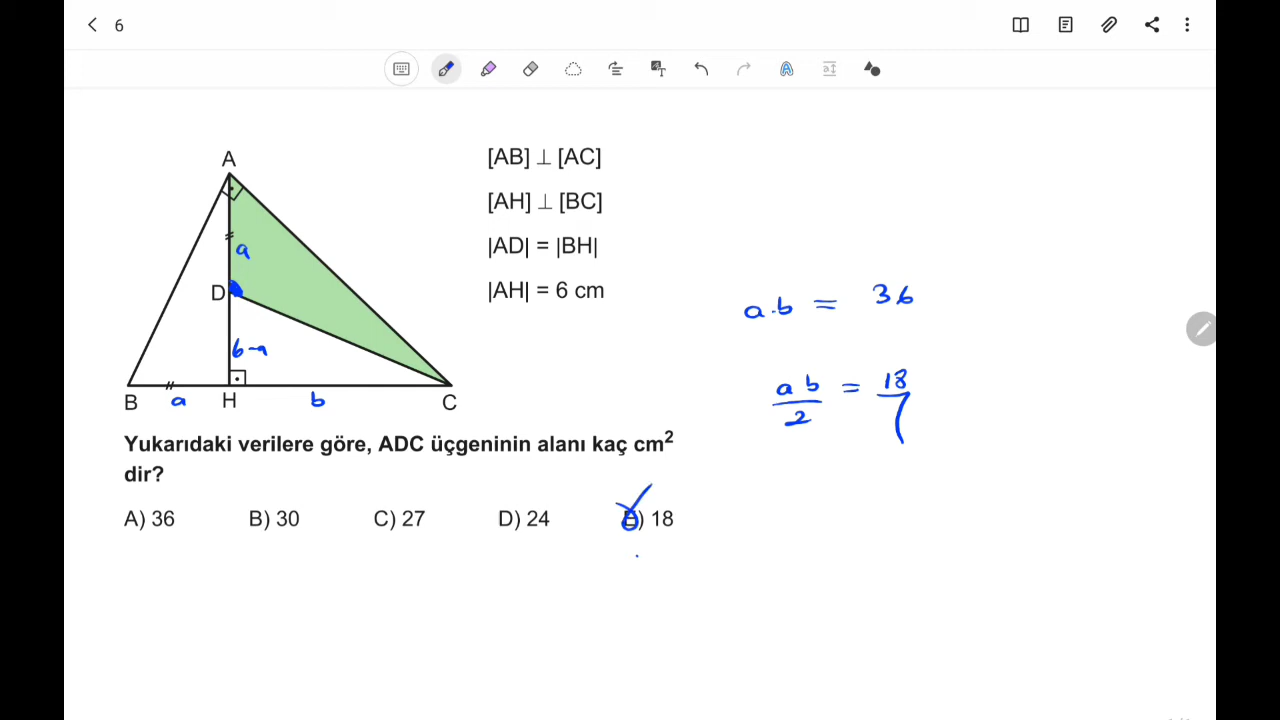 6
A
[AB] ⊥ [AC]
[AH] ⊥ [BC]
|AD| = |BH|
|AH| = 6 cm
a
D
6-a
B a H b C
a.b = 36
ab/2 = 18
Yukarıdaki verilere göre, ADC üçgeninin alanı kaç cm²
dir?
A) 36 B) 30 C) 27 D) 24 E) 18